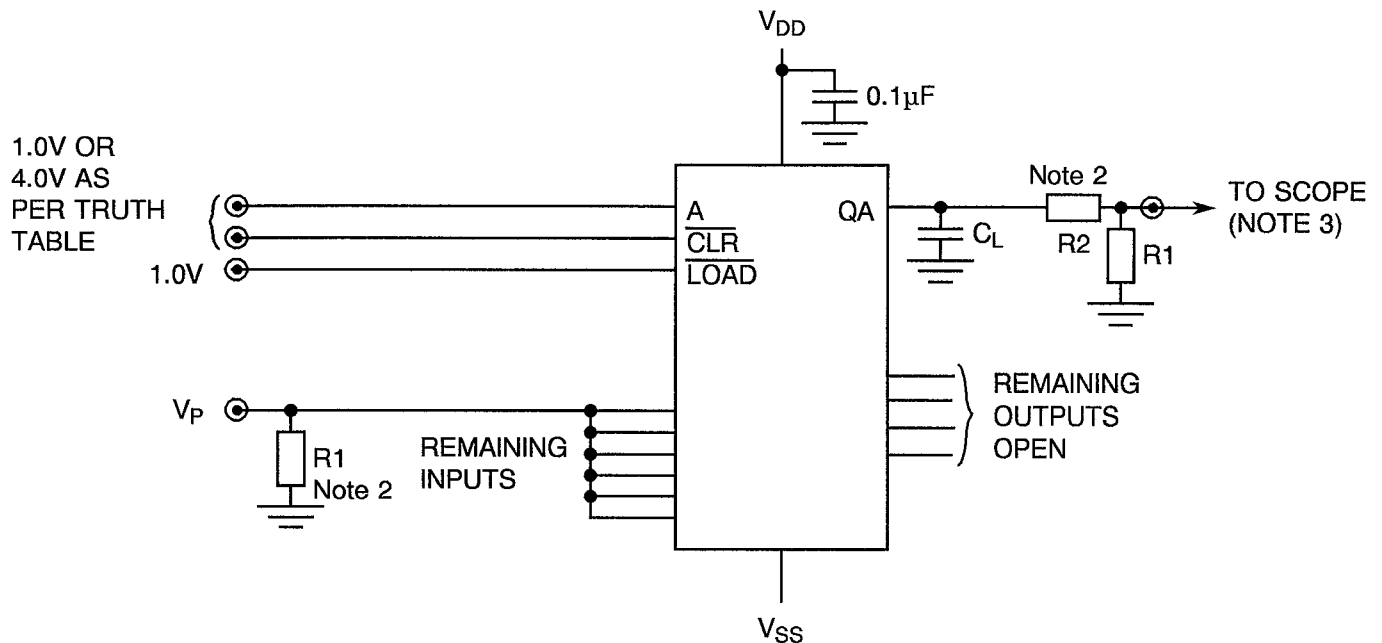 VDD
0.1µF
1.0V OR
4.0V AS
PER TRUTH
TABLE
1.0V
A
CLR
LOAD
QA
CL
Note 2
R2
R1
TO SCOPE
(NOTE 3)
VP
R1
Note 2
REMAINING
INPUTS
REMAINING
OUTPUTS
OPEN
VSS